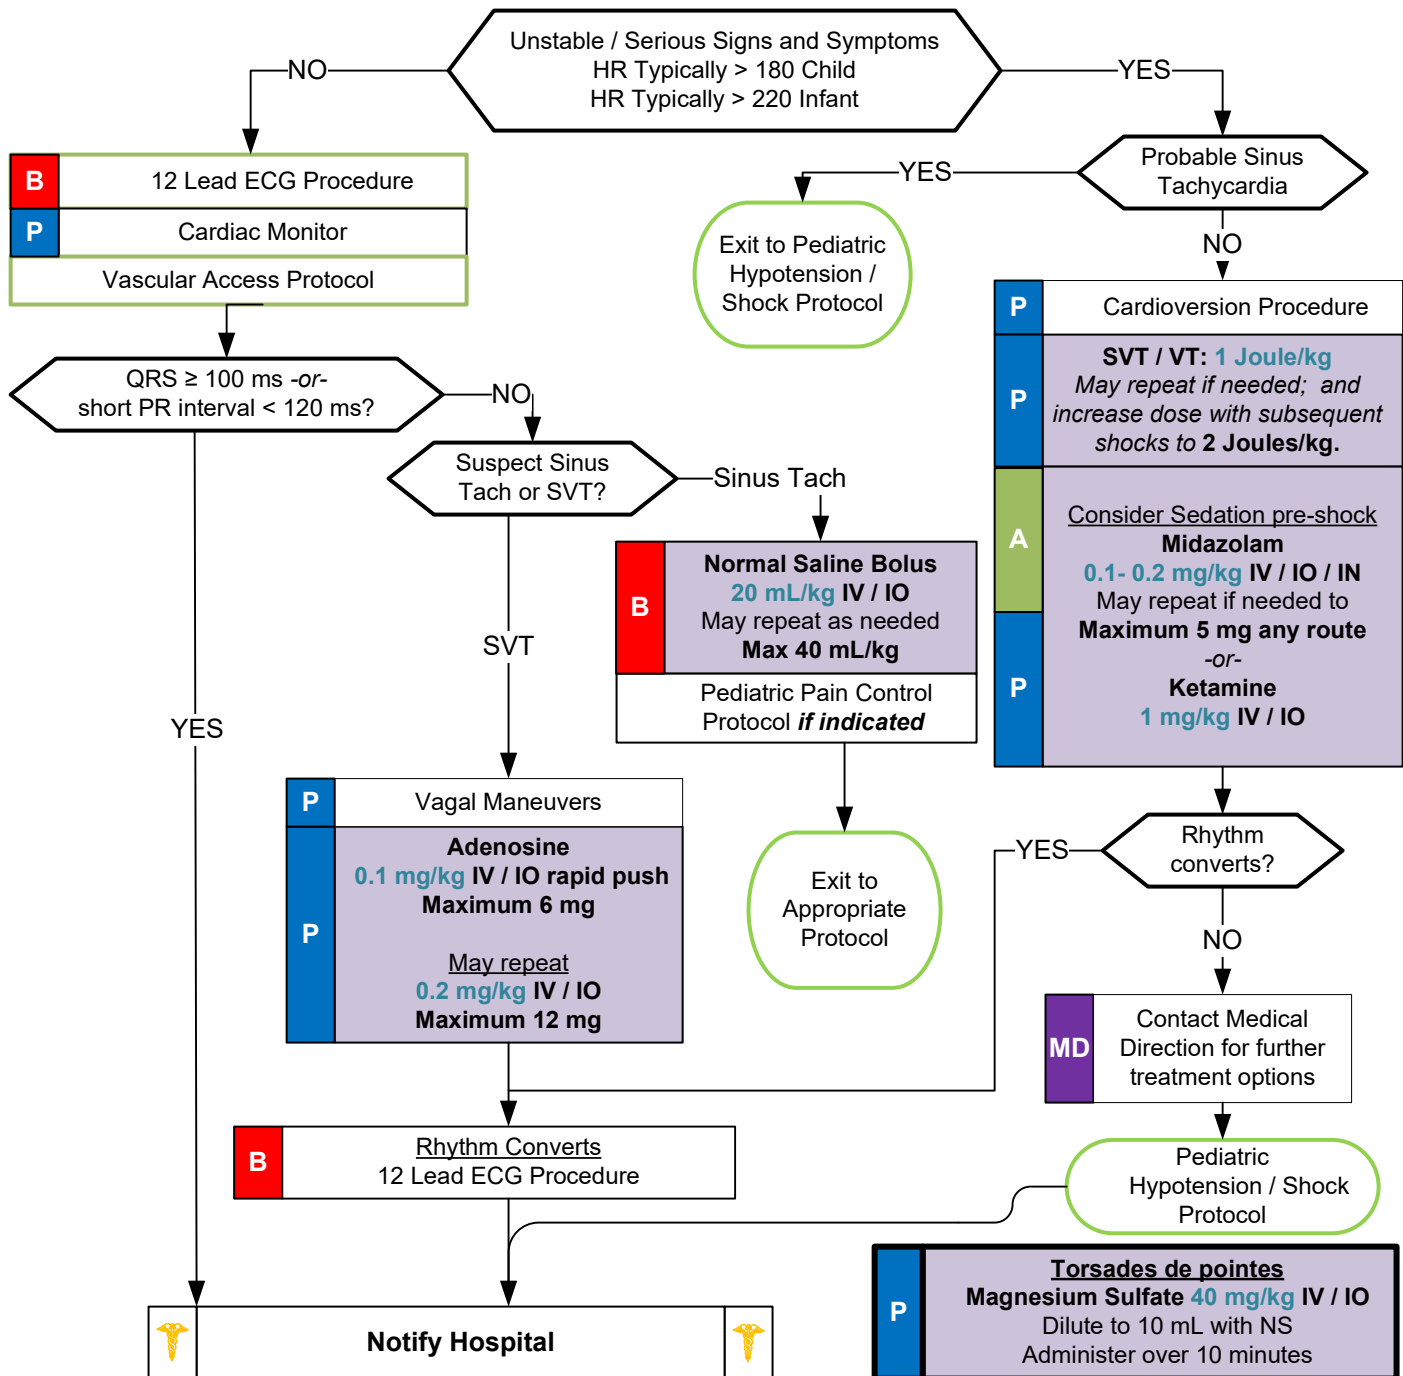 Unstable / Serious Signs and Symptoms
HR Typically > 180 Child
HR Typically > 220 Infant
NO
YES
B
12 Lead ECG Procedure
P
Cardiac Monitor
Vascular Access Protocol
Probable Sinus
Tachycardia
YES
NO
Exit to Pediatric
Hypotension /
Shock Protocol
P
Cardioversion Procedure
P
SVT / VT: 1 Joule/kg
May repeat if needed; and
increase dose with subsequent
shocks to 2 Joules/kg.
A
P
Consider Sedation pre-shock
Midazolam
0.1- 0.2 mg/kg IV / IO / IN
May repeat if needed to
Maximum 5 mg any route
-or-
Ketamine
1 mg/kg IV / IO
QRS ≥ 100 ms -or-
short PR interval < 120 ms?
NO
YES
Suspect Sinus
Tach or SVT?
Sinus Tach
SVT
B
Normal Saline Bolus
20 mL/kg IV / IO
May repeat as needed
Max 40 mL/kg
Pediatric Pain Control
Protocol if indicated
Exit to
Appropriate
Protocol
P
Vagal Maneuvers
P
Adenosine
0.1 mg/kg IV / IO rapid push
Maximum 6 mg
May repeat
0.2 mg/kg IV / IO
Maximum 12 mg
Rhythm
converts?
YES
NO
MD
Contact Medical
Direction for further
treatment options
B
Rhythm Converts
12 Lead ECG Procedure
Pediatric
Hypotension / Shock
Protocol
Notify Hospital
P
Torsades de pointes
Magnesium Sulfate 40 mg/kg IV / IO
Dilute to 10 mL with NS
Administer over 10 minutes